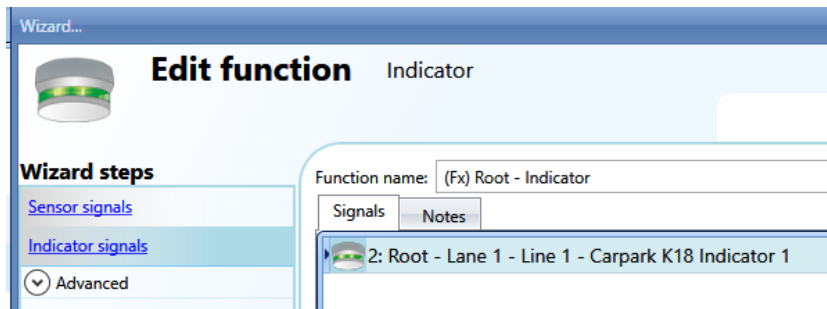 Wizard...
Edit function Indicator
Wizard steps
Sensor signals
Indicator signals
Advanced
Function name: (Fx) Root - Indicator
Signals Notes
2: Root - Lane 1 - Line 1 - Carpark K18 Indicator 1